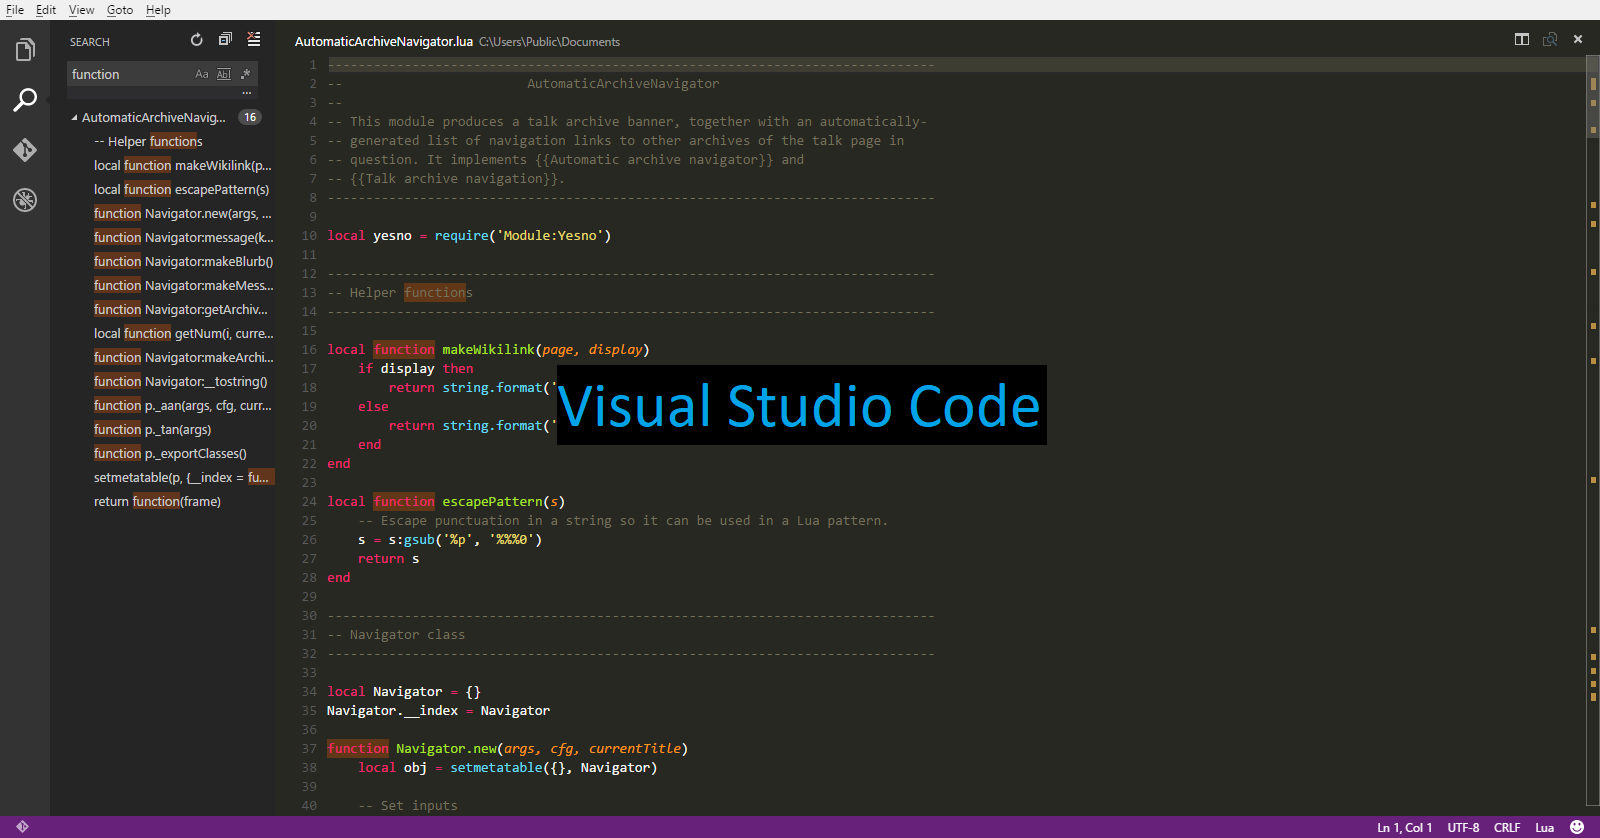 File Edit View Goto Help
SEARCH
function Aa Ab| .*
...
AutomaticArchiveNavig... 16
-- Helper functions
local function makeWikilink(p...
local function escapePattern(s)
function Navigator.new(args, ...
function Navigator:message(k...
function Navigator:makeBlurb()
function Navigator:makeMess...
function Navigator:getArchiv...
local function getNum(i, curre...
function Navigator:makeArchi...
function Navigator:__tostring()
function p._aan(args, cfg, curr...
function p._tan(args)
function p._exportClasses()
setmetatable(p, {__index = fu...
return function(frame)
AutomaticArchiveNavigator.lua C:\Users\Public\Documents
1 -------------------------------------------------------------------------------
2 --                        AutomaticArchiveNavigator
3 --
4 -- This module produces a talk archive banner, together with an automatically-
5 -- generated list of navigation links to other archives of the talk page in
6 -- question. It implements {{Automatic archive navigator}} and
7 -- {{Talk archive navigation}}.
8 -------------------------------------------------------------------------------
9
10 local yesno = require('Module:Yesno')
11
12 -------------------------------------------------------------------------------
13 -- Helper functions
14 -------------------------------------------------------------------------------
15
16 local function makeWikilink(page, display)
17     if display then
18         return string.format('
19     else
20         return string.format('
21     end
22 end
23
24 local function escapePattern(s)
25     -- Escape punctuation in a string so it can be used in a Lua pattern.
26     s = s:gsub('%p', '%%%0')
27     return s
28 end
29
30 -------------------------------------------------------------------------------
31 -- Navigator class
32 -------------------------------------------------------------------------------
33
34 local Navigator = {}
35 Navigator.__index = Navigator
36
37 function Navigator.new(args, cfg, currentTitle)
38     local obj = setmetatable({}, Navigator)
39
40     -- Set inputs
Visual Studio Code
Ln 1, Col 1 UTF-8 CRLF Lua